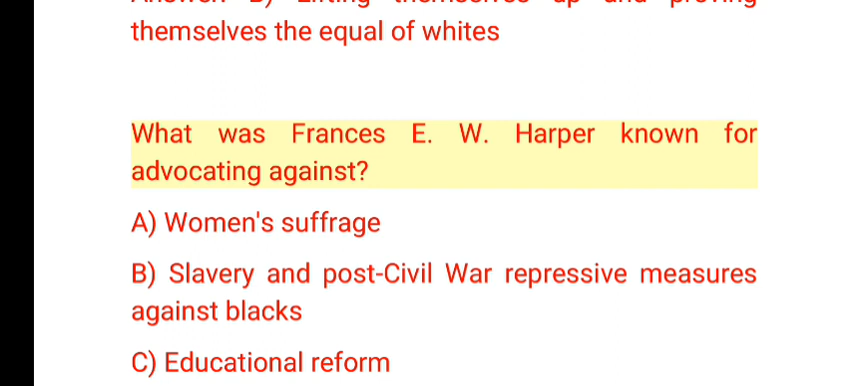 themselves the equal of whites
What was Frances E. W. Harper known for
advocating against?
A) Women's suffrage
B) Slavery and post-Civil War repressive measures
against blacks
C) Educational reform